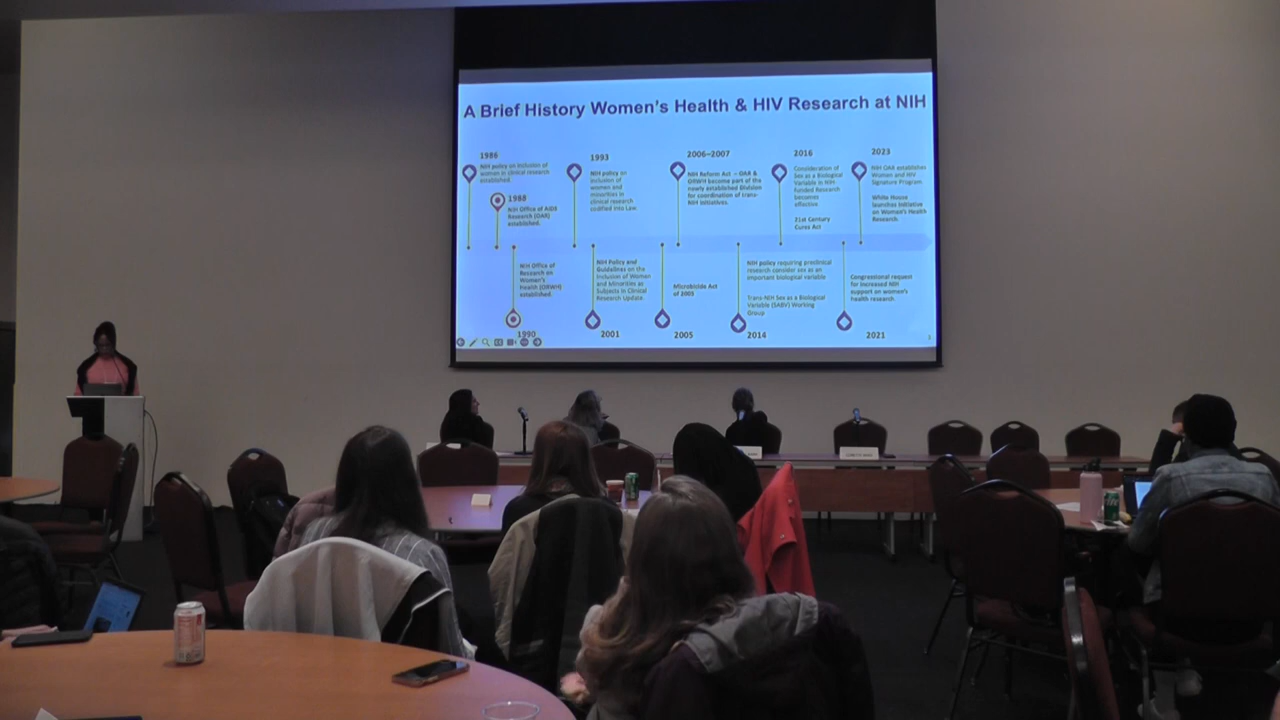 A Brief History Women's Health & HIV Research at NIH
1986
NIH policy on inclusion of
women in clinical research
established.
1988
NIH Office of AIDS
Research (OAR)
established.
1993
NIH policy on
inclusion of
women and
minorities in
clinical research
codified into Law.
2006–2007
NIH Reform Act – OAR &
ORWH become part of the
newly established Division
for coordination of trans-
NIH initiatives.
2016
Consideration of
Sex as a Biological
Variable in NIH-
funded Research
becomes
effective
21st Century
Cures Act
2023
NIH OAR establishes
Women and HIV
Signature Program
White House
launches Initiative
on Women's Health
Research
NIH Office of
Research on
Women's
Health (ORWH)
established.
1990
NIH Policy and
Guidelines on the
Inclusion of Women
and Minorities as
Subjects in Clinical
Research Update
2001
Microbicide Act
of 2005
2005
NIH policy requiring preclinical
research consider sex as an
important biological variable
Trans-NIH Sex as a Biological
Variable (SABV) Working
Group
2014
Congressional request
for increased NIH
support on women's
health research
2021
3